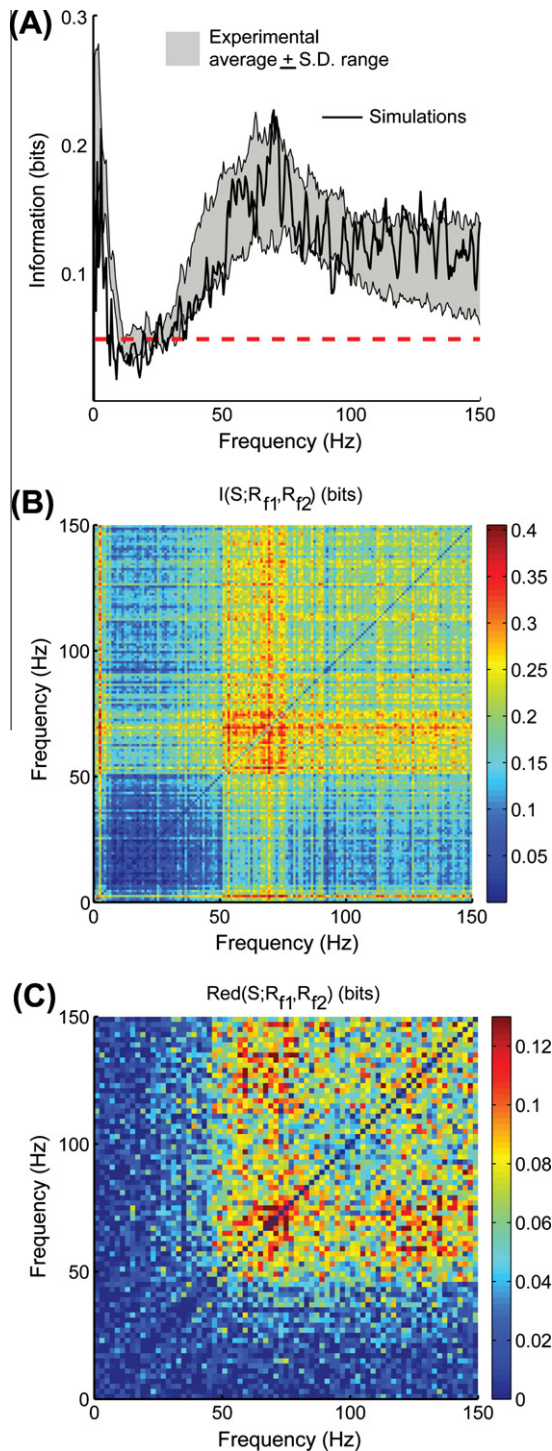 (A)
0.3
0.2
0.1
Information (bits)
Experimental
average + S.D. range
Simulations
0
50
100
150
Frequency (Hz)
(B)
I(S;Rf1,Rf2) (bits)
150
100
50
0
Frequency (Hz)
0
50
100
150
Frequency (Hz)
0.4
0.35
0.3
0.25
0.2
0.15
0.1
0.05
(C)
Red(S;Rf1,Rf2) (bits)
150
100
50
0
Frequency (Hz)
0
50
100
150
Frequency (Hz)
0.12
0.1
0.08
0.06
0.04
0.02
0